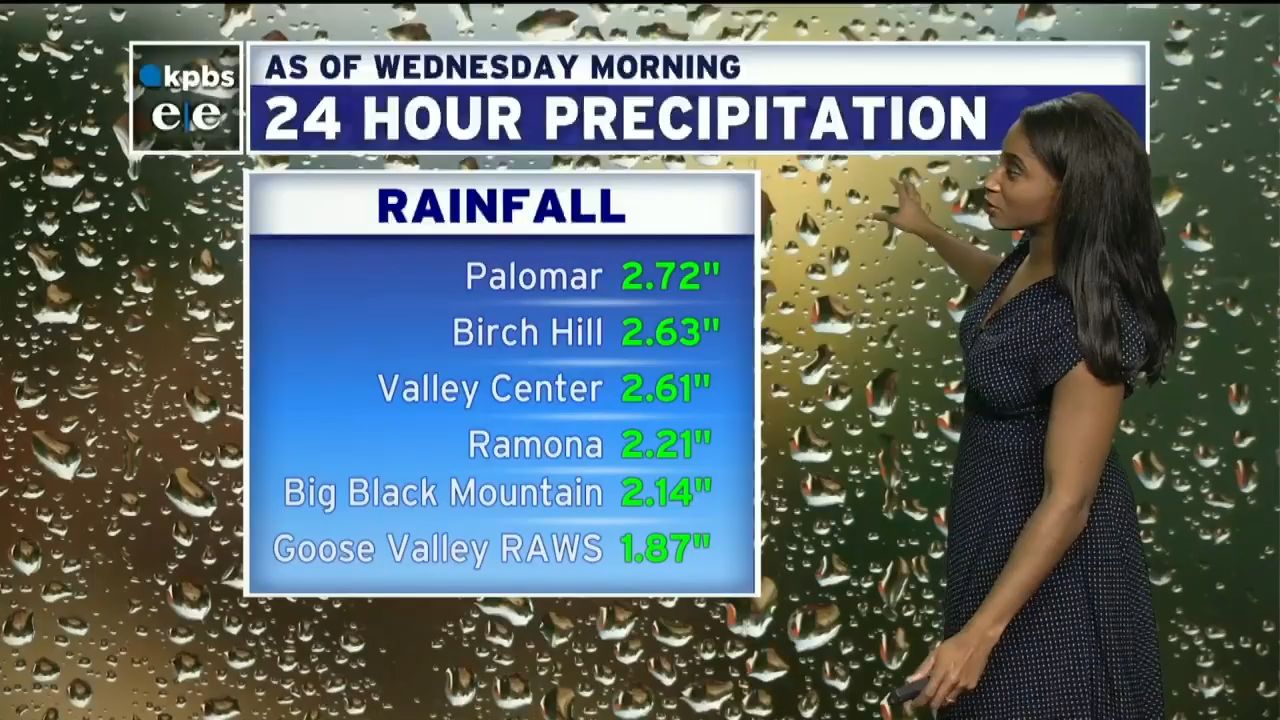 kpbs
e|e
AS OF WEDNESDAY MORNING
24 HOUR PRECIPITATION
RAINFALL
Palomar 2.72"
Birch Hill 2.63"
Valley Center 2.61"
Ramona 2.21"
Big Black Mountain 2.14"
Goose Valley RAWS 1.87"